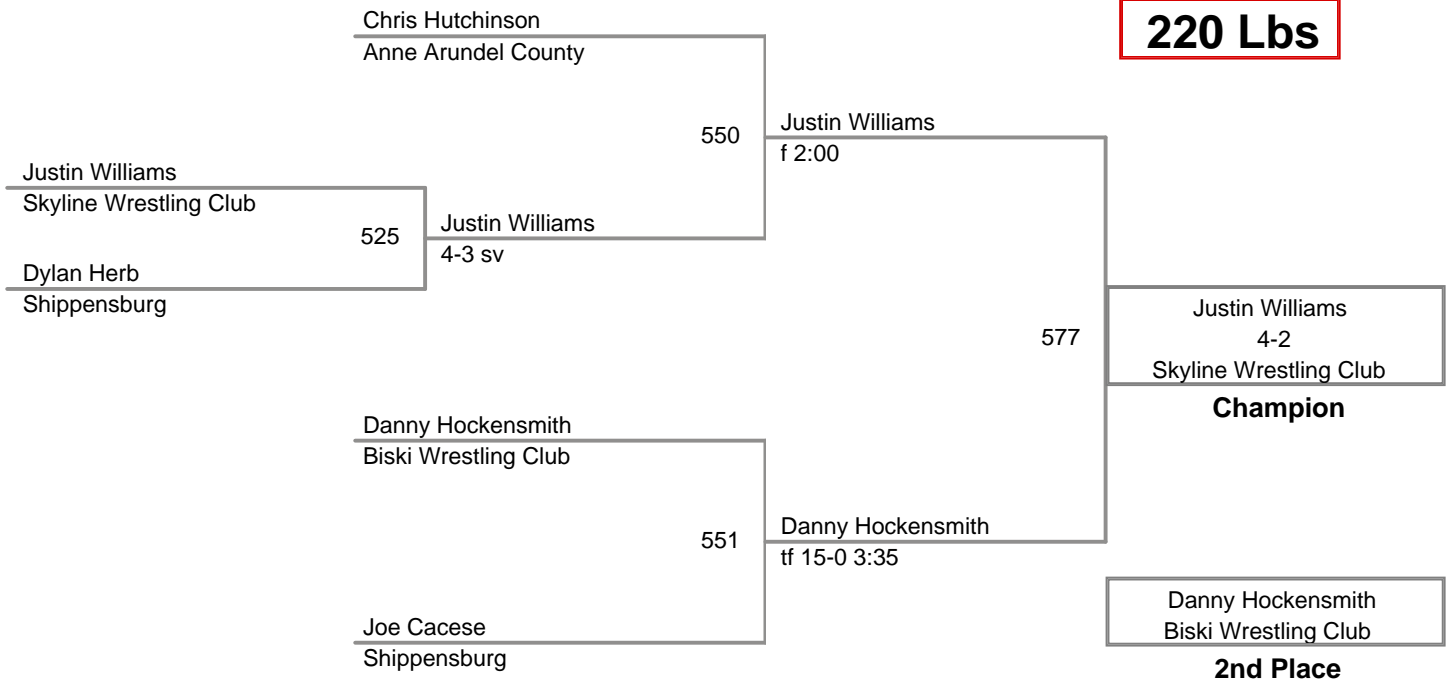 220 Lbs
Chris Hutchinson
Anne Arundel County
550
Justin Williams
f 2:00
Justin Williams
Skyline Wrestling Club
525
Justin Williams
4-3 sv
Dylan Herb
Shippensburg
577
Justin Williams
4-2
Skyline Wrestling Club
Champion
Danny Hockensmith
Biski Wrestling Club
551
Danny Hockensmith
tf 15-0 3:35
Joe Cacese
Shippensburg
Danny Hockensmith
Biski Wrestling Club
2nd Place